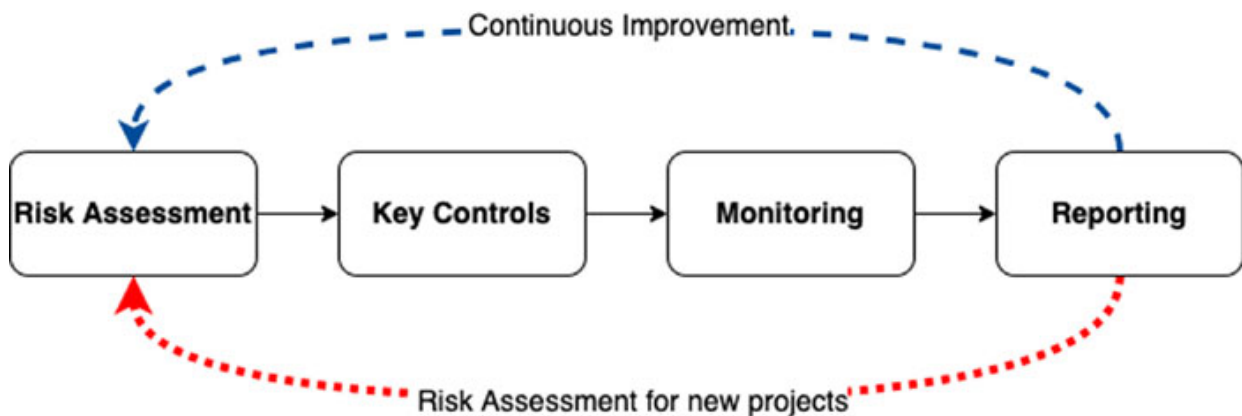 Continuous Improvement
Risk Assessment
Key Controls
Monitoring
Reporting
Risk Assessment for new projects